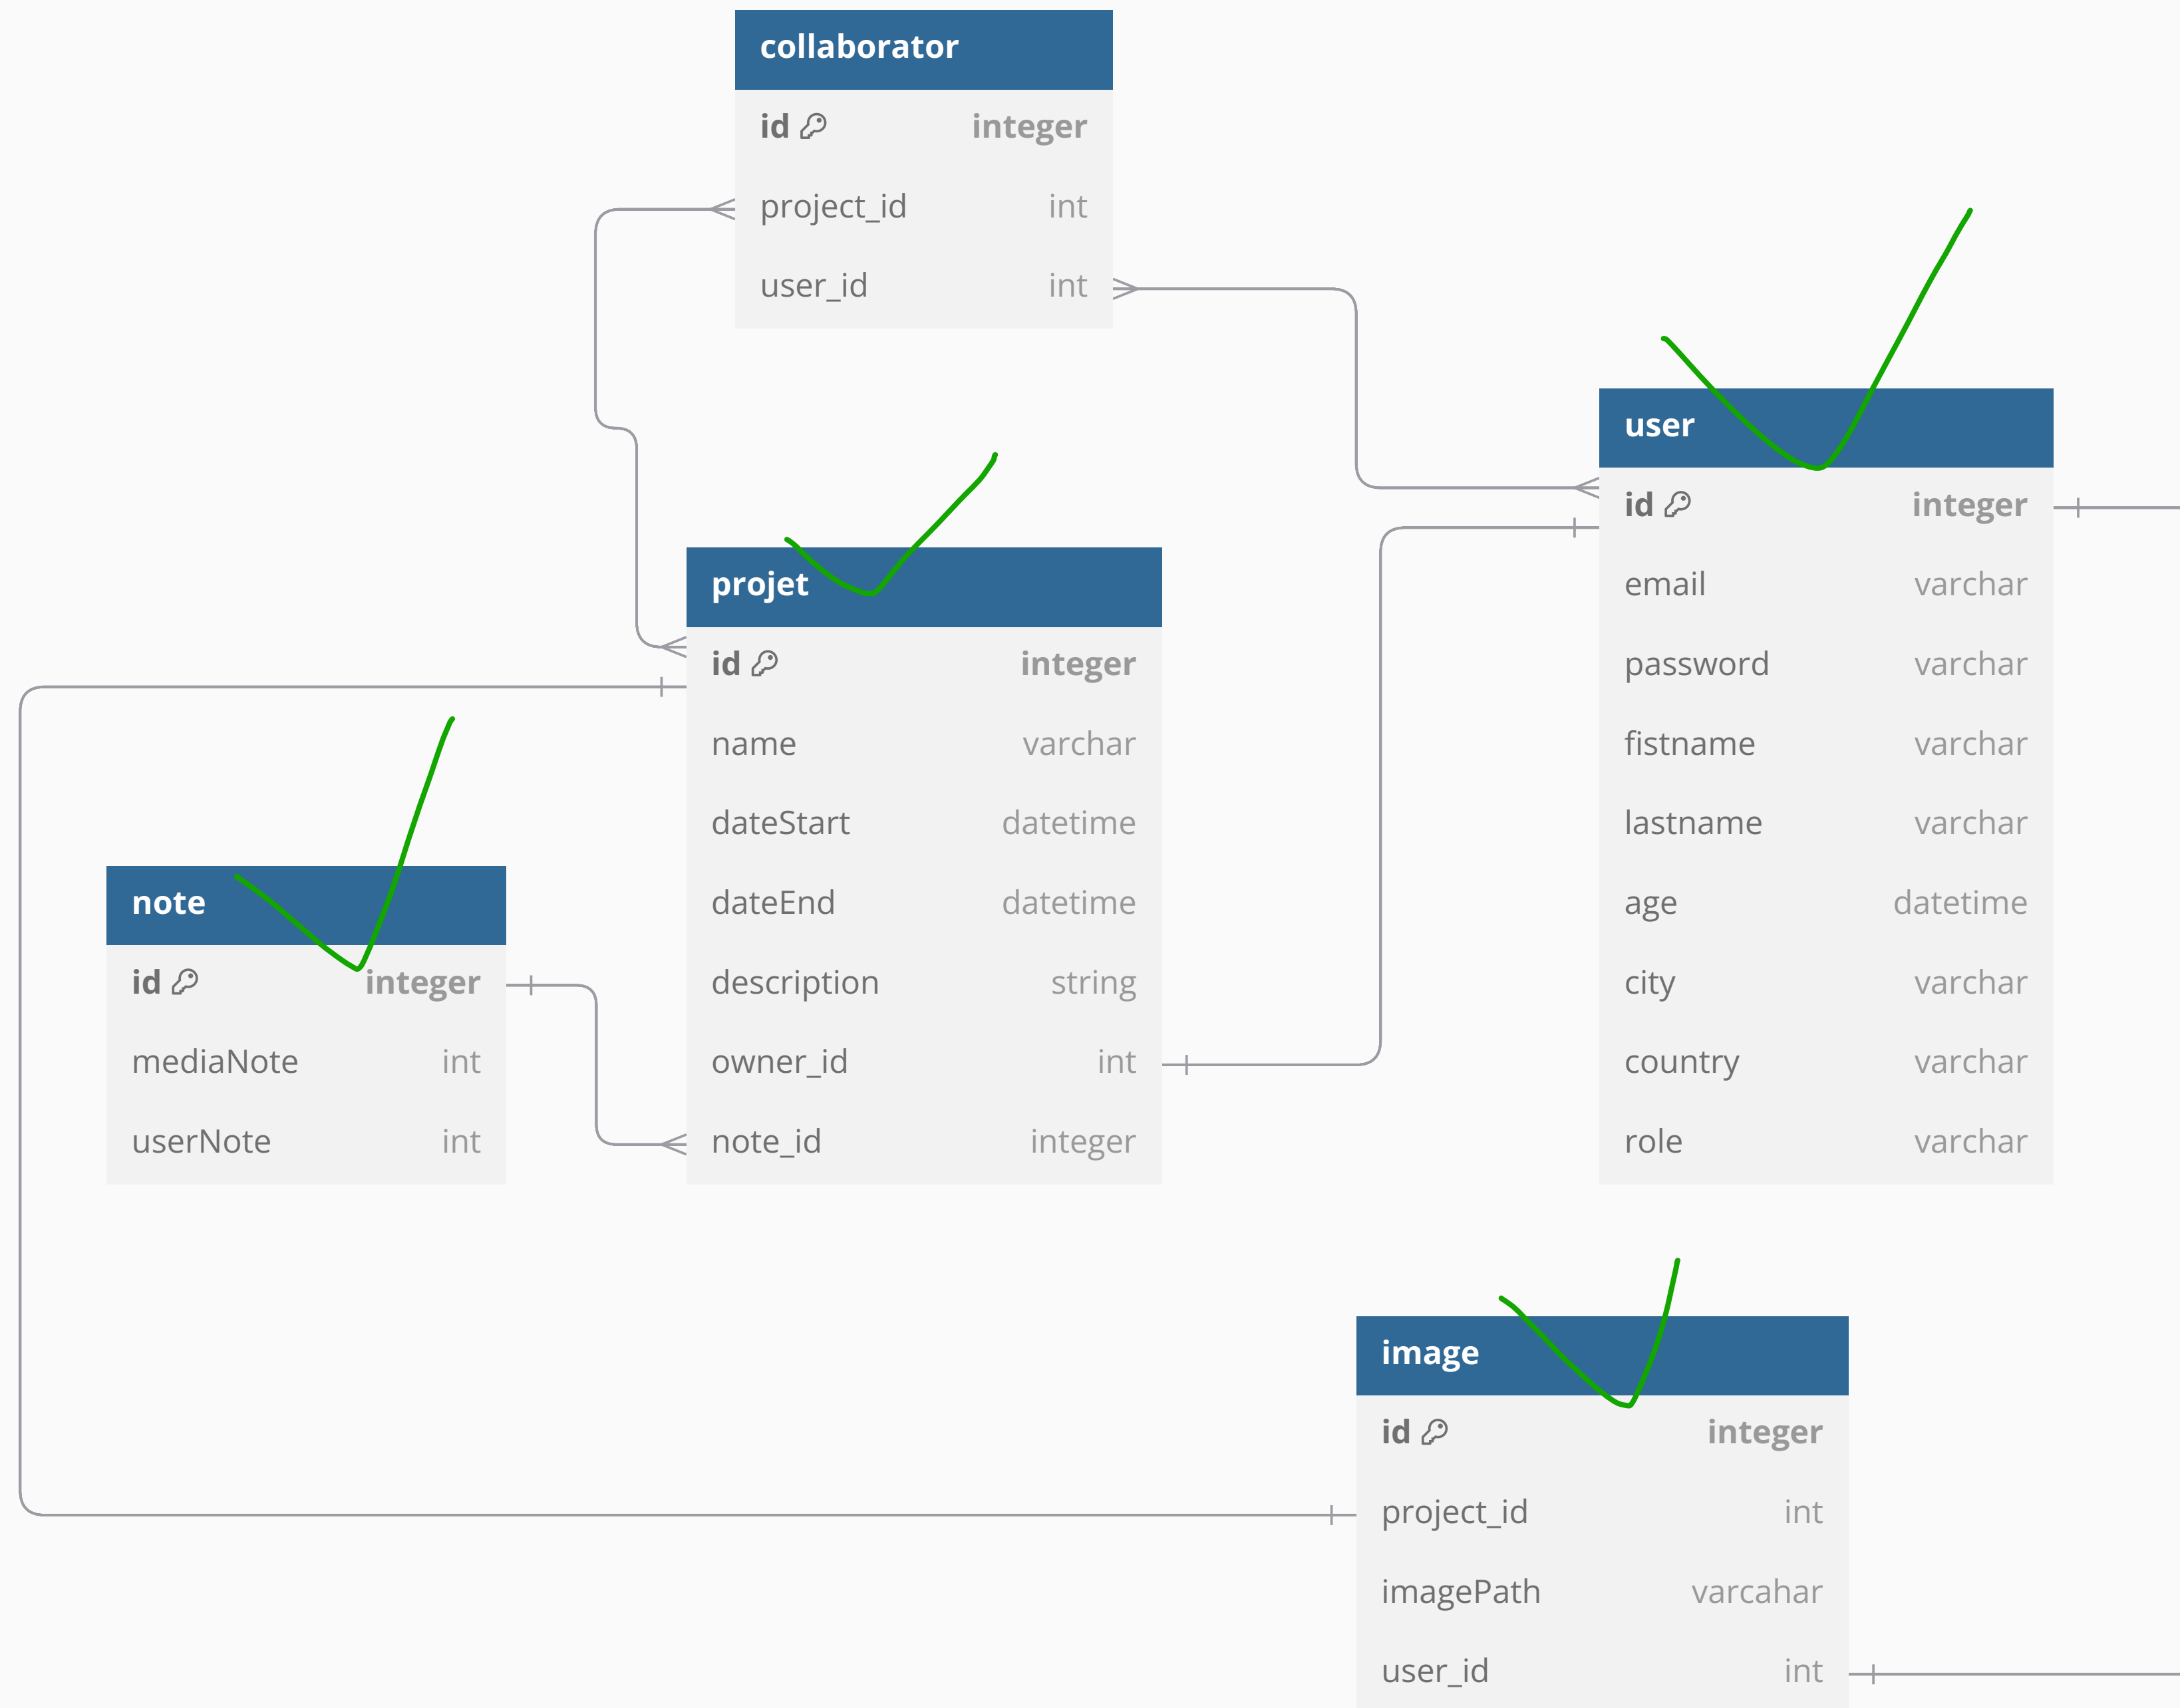 collaborator
id integer
project_id int
user_id int
user
id integer
email varchar
password varchar
fistname varchar
lastname varchar
age datetime
city varchar
country varchar
role varchar
projet
id integer
name varchar
dateStart datetime
dateEnd datetime
description string
owner_id int
note_id integer
note
id integer
mediaNote int
userNote int
image
id integer
project_id int
imagePath varcahar
user_id int